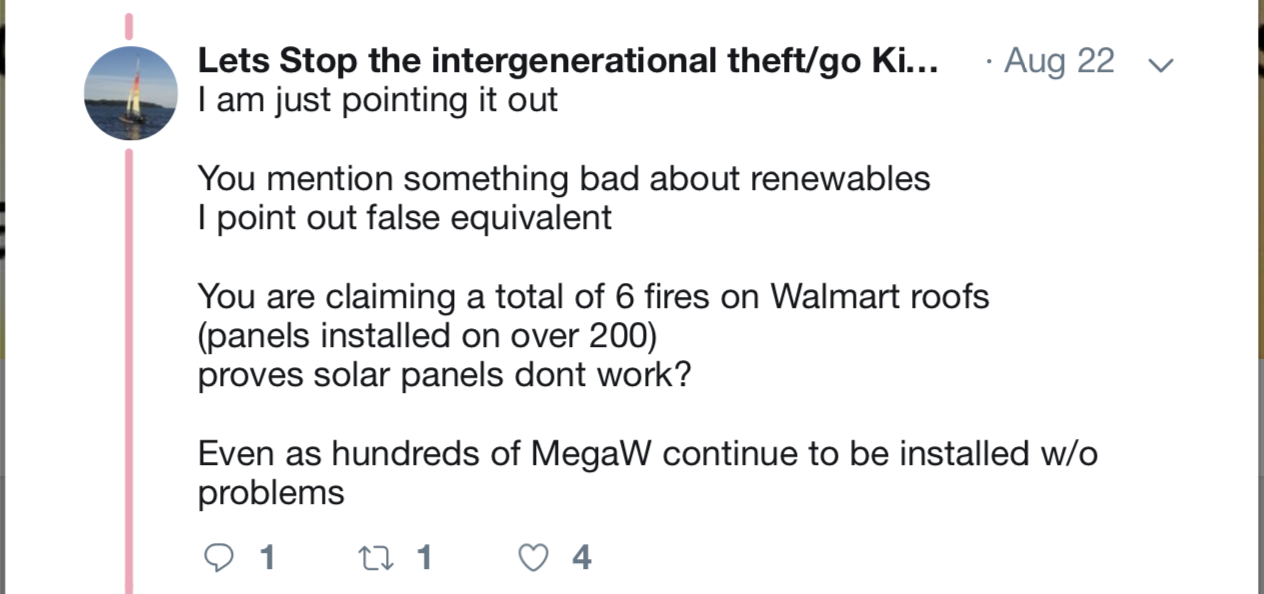 Lets Stop the intergenerational theft/go Ki... · Aug 22
I am just pointing it out
You mention something bad about renewables
I point out false equivalent
You are claiming a total of 6 fires on Walmart roofs
(panels installed on over 200)
proves solar panels dont work?
Even as hundreds of MegaW continue to be installed w/o
problems
1 1 4